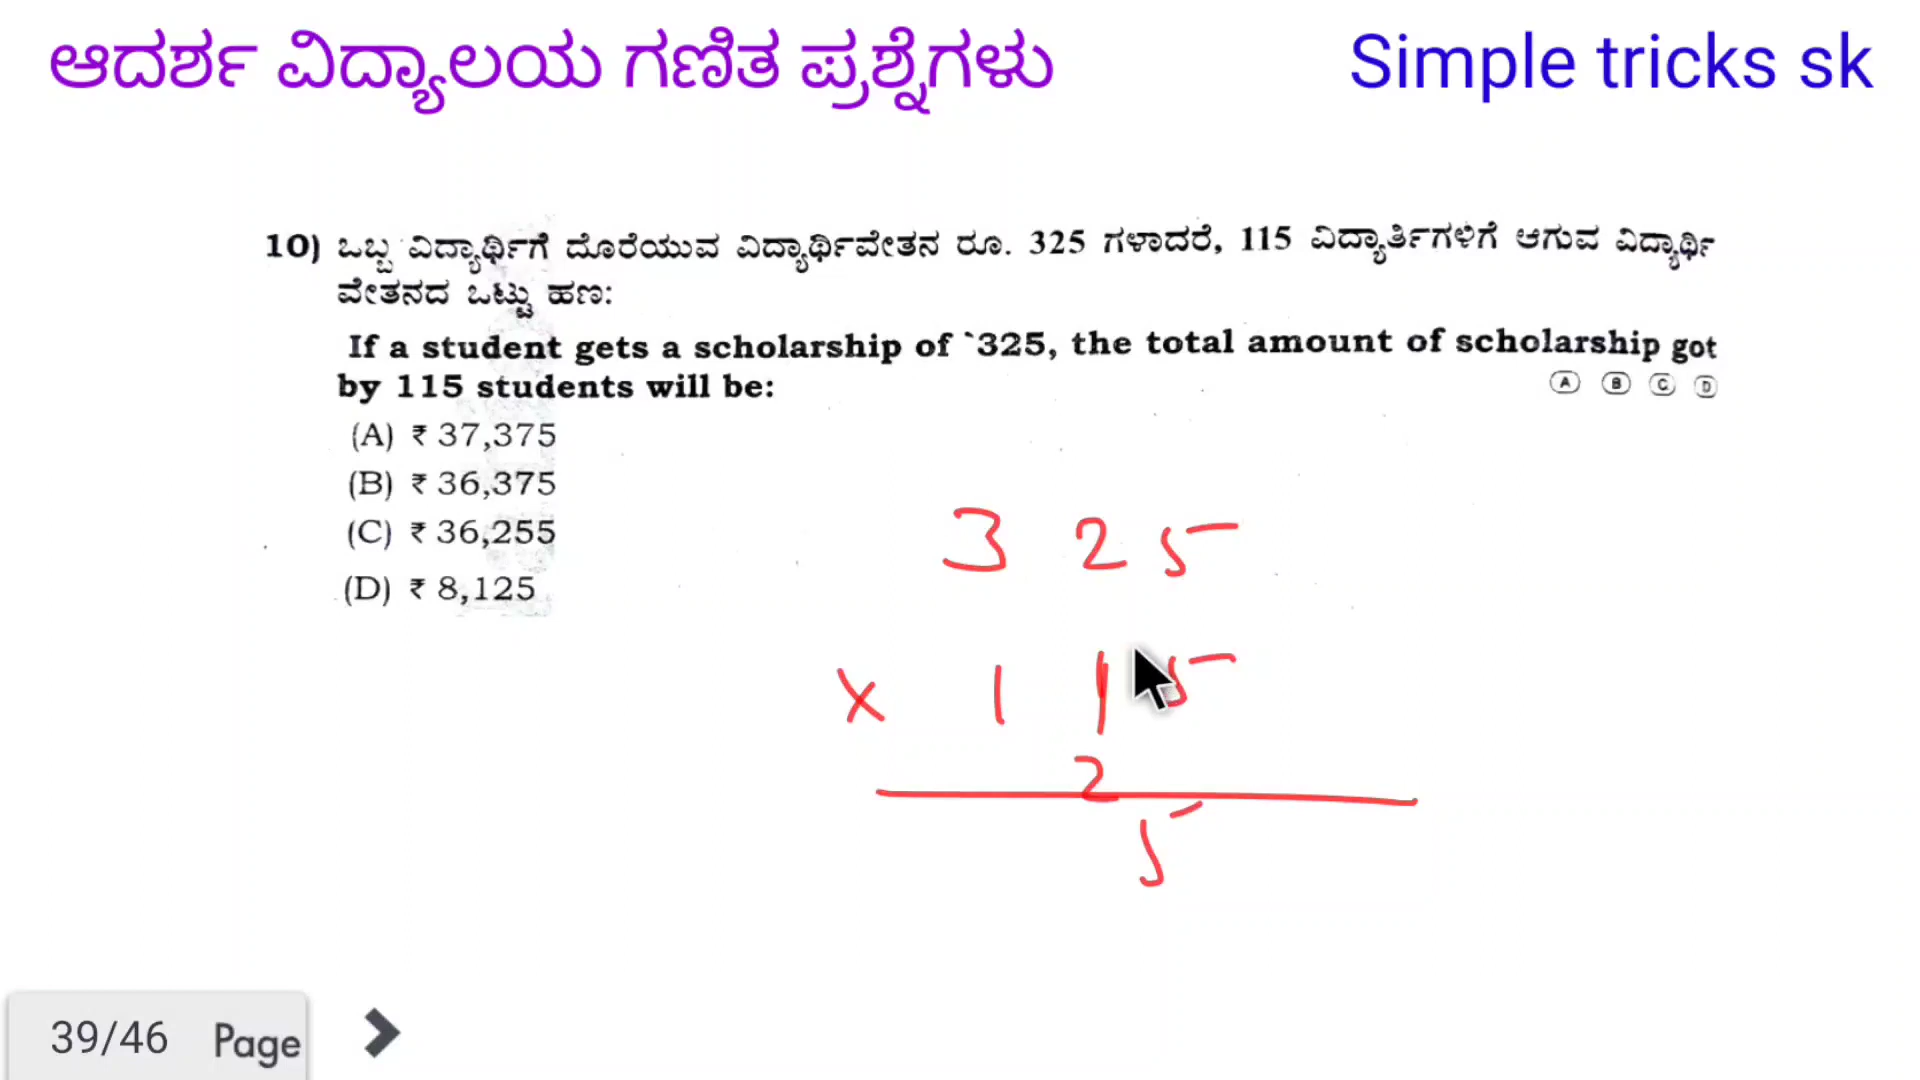 ಆದರ್ಶ ವಿದ್ಯಾಲಯ ಗಣಿತ ಪ್ರಶ್ನೆಗಳು
Simple tricks sk
10) ಒಬ್ಬ ವಿದ್ಯಾರ್ಥಿಗೆ ದೊರೆಯುವ ವಿದ್ಯಾರ್ಥಿವೇತನ ರೂ. 325 ಗಳಾದರೆ, 115 ವಿದ್ಯಾರ್ತಿಗಳಿಗೆ ಆಗುವ ವಿದ್ಯಾರ್ಥಿ
ವೇತನದ ಒಟ್ಟು ಹಣ:
If a student gets a scholarship of `325, the total amount of scholarship got
by 115 students will be:
Ⓐ Ⓑ Ⓒ Ⓓ
(A) ₹ 37,375
(B) ₹ 36,375
(C) ₹ 36,255
(D) ₹ 8,125
3 2 5
x 1 1 5
2
5
39/46 Page